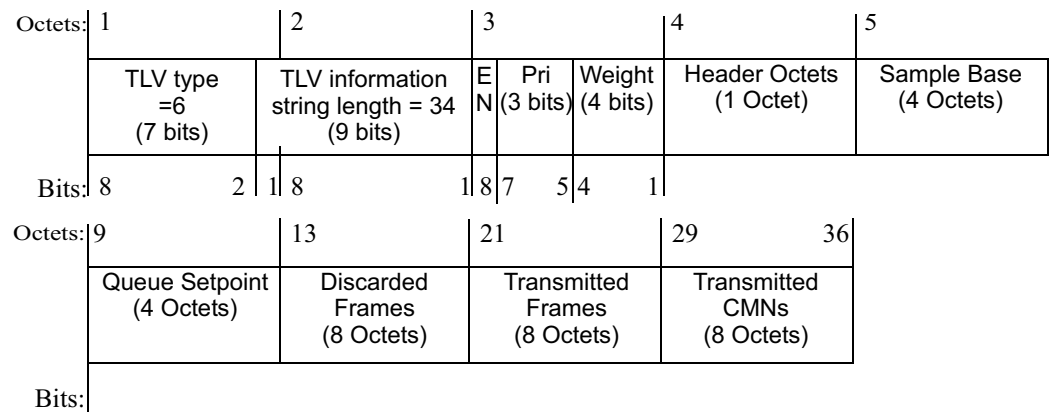 Octets: 1 2 3 4 5
TLV type
=6
(7 bits)
TLV information
string length = 34
(9 bits)
E
N
Pri
(3 bits)
Weight
(4 bits)
Header Octets
(1 Octet)
Sample Base
(4 Octets)
Bits: 8 2 1 8 1 8 7 5 4 1
Octets: 9 13 21 29 36
Queue Setpoint
(4 Octets)
Discarded
Frames
(8 Octets)
Transmitted
Frames
(8 Octets)
Transmitted
CMNs
(8 Octets)
Bits: